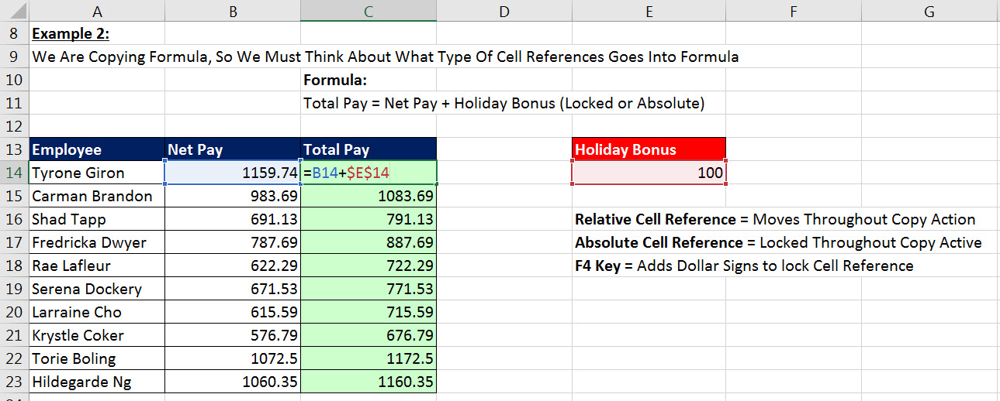 A B C D E F G
8 Example 2:
9 We Are Copying Formula, So We Must Think About What Type Of Cell References Goes Into Formula
10 Formula:
11 Total Pay = Net Pay + Holiday Bonus (Locked or Absolute)
12
13 Employee Net Pay Total Pay Holiday Bonus
14 Tyrone Giron 1159.74 =B14+$E$14 100
15 Carman Brandon 983.69 1083.69
16 Shad Tapp 691.13 791.13 Relative Cell Reference = Moves Throughout Copy Action
17 Fredricka Dwyer 787.69 887.69 Absolute Cell Reference = Locked Throughout Copy Active
18 Rae Lafleur 622.29 722.29 F4 Key = Adds Dollar Signs to lock Cell Reference
19 Serena Dockery 671.53 771.53
20 Larraine Cho 615.59 715.59
21 Krystle Coker 576.79 676.79
22 Torie Boling 1072.5 1172.5
23 Hildegarde Ng 1060.35 1160.35